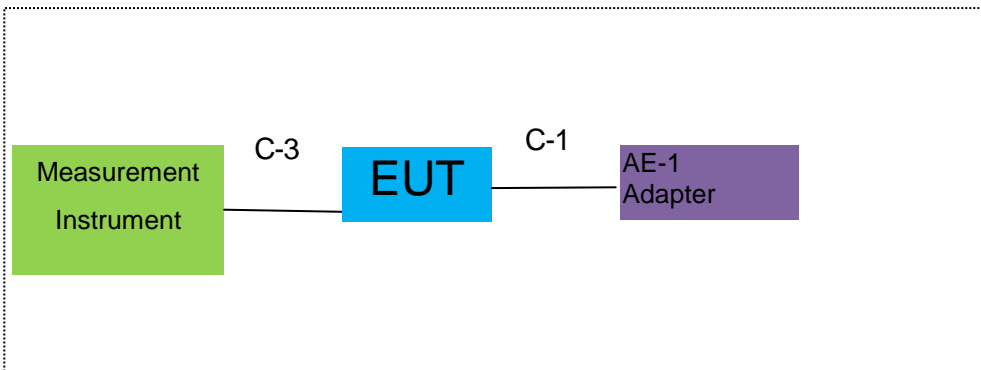 Measurement
Instrument
C-3
EUT
C-1
AE-1
Adapter